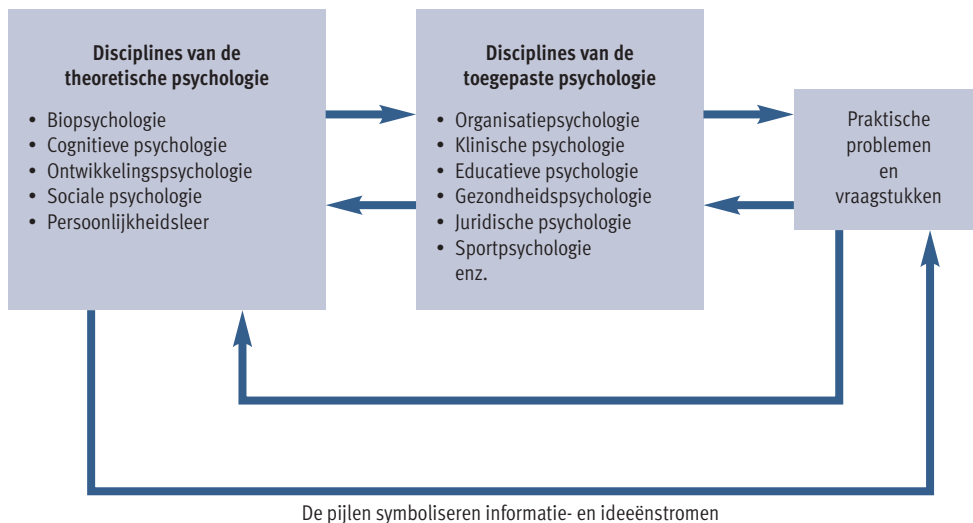 Disciplines van de
theoretische psychologie
• Biopsychologie
• Cognitieve psychologie
• Ontwikkelingspsychologie
• Sociale psychologie
• Persoonlijkheidsleer
Disciplines van de
toegepaste psychologie
• Organisatiepsychologie
• Klinische psychologie
• Educatieve psychologie
• Gezondheidspsychologie
• Juridische psychologie
• Sportpsychologie
enz.
Praktische
problemen
en
vraagstukken
De pijlen symboliseren informatie- en ideeënstromen